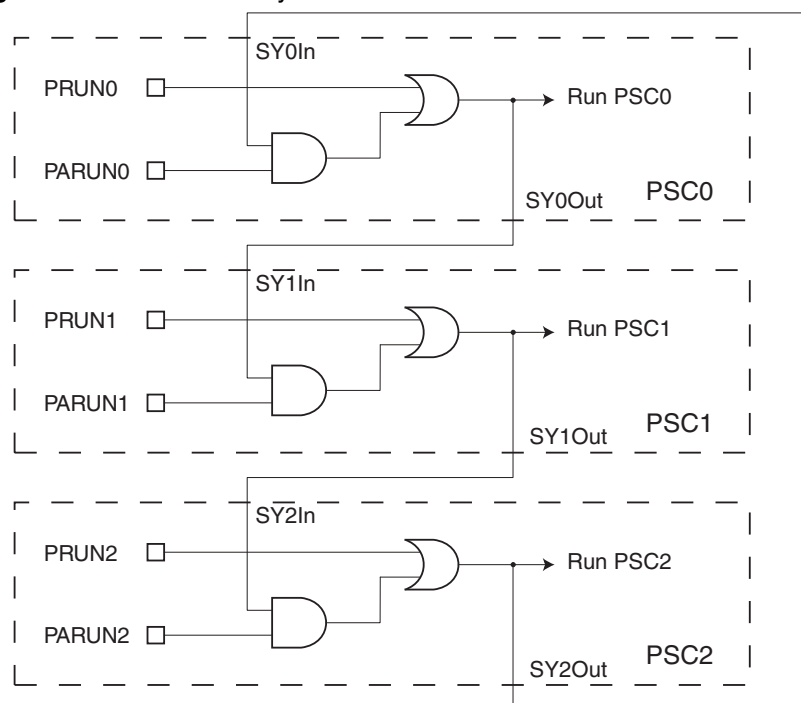 SY0In
PRUN0
Run PSC0
PARUN0
PSC0
SY0Out
SY1In
PRUN1
Run PSC1
PARUN1
PSC1
SY1Out
SY2In
PRUN2
Run PSC2
PARUN2
PSC2
SY2Out